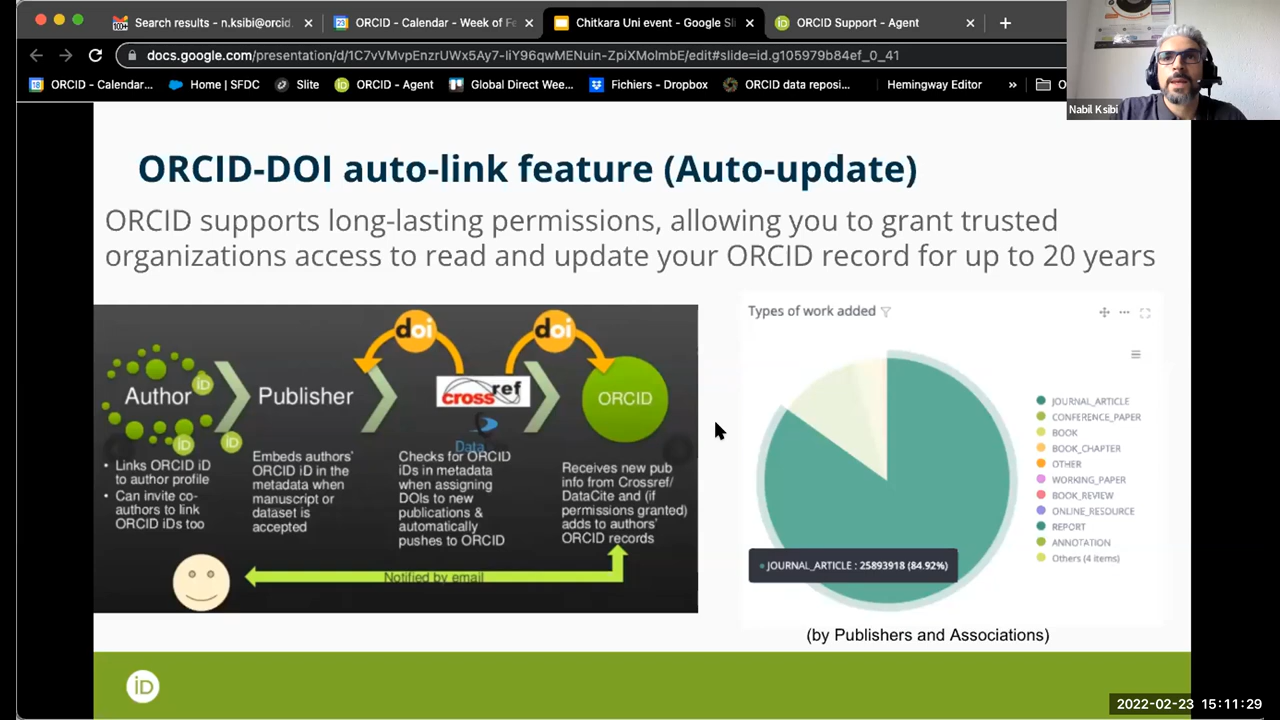 Search results - n.ksibi@orcid.
ORCID - Calendar - Week of Fe
Chitkara Uni event - Google Sli
ORCID Support - Agent
docs.google.com/presentation/d/1C7vVMvpEnzrUWx5Ay7-liY96qwMENuin-ZpiXMolmbE/edit#slide=id.g105979b84ef_0_41
ORCID - Calendar...
Home | SFDC
Slite
ORCID - Agent
Global Direct Wee...
Fichiers - Dropbox
ORCID data reposi...
Hemingway Editor
»
Nabil Ksibi
ORCID-DOI auto-link feature (Auto-update)
ORCID supports long-lasting permissions, allowing you to grant trusted
organizations access to read and update your ORCID record for up to 20 years
doi
doi
Author iD
Publisher
crossref
ORCID
Data
iD
iD
• Links ORCID iD
to author profile
• Can invite co-
authors to link
ORCID iDs too
Embeds authors'
ORCID iD in the
metadata when
manuscript or
dataset is
accepted
Checks for ORCID
iDs in metadata
when assigning
DOIs to new
publications &
automatically
pushes to ORCID
Receives new pub
info from Crossref/
DataCite and (if
permissions granted)
adds to authors'
ORCID records
Notified by email
Types of work added
JOURNAL_ARTICLE
CONFERENCE_PAPER
BOOK
BOOK_CHAPTER
OTHER
WORKING_PAPER
BOOK_REVIEW
ONLINE_RESOURCE
REPORT
ANNOTATION
Others (4 items)
JOURNAL_ARTICLE : 25893918 (84.92%)
(by Publishers and Associations)
iD
2022-02-23 15:11:29